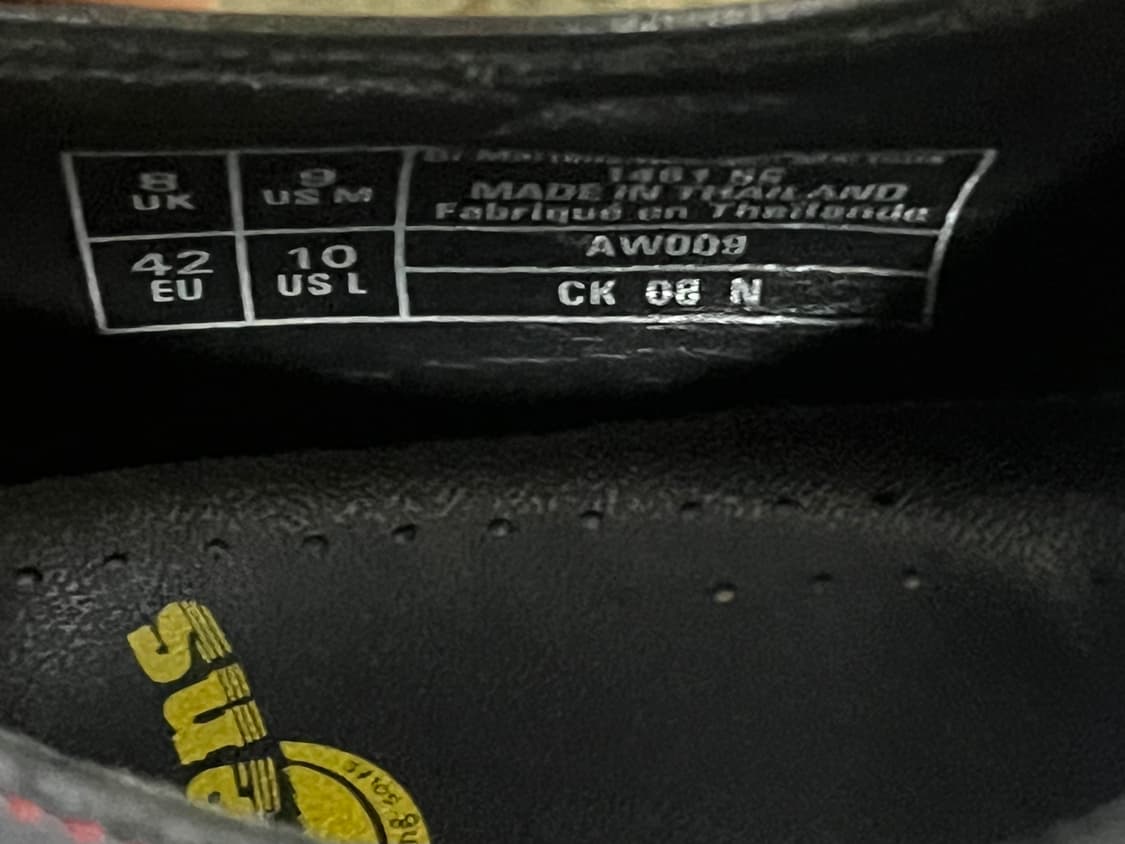 8
UK
9
US M
MADE IN THAILAND
Fabriqué en Thaïlande
42
EU
10
US L
AW009
CK 08 N